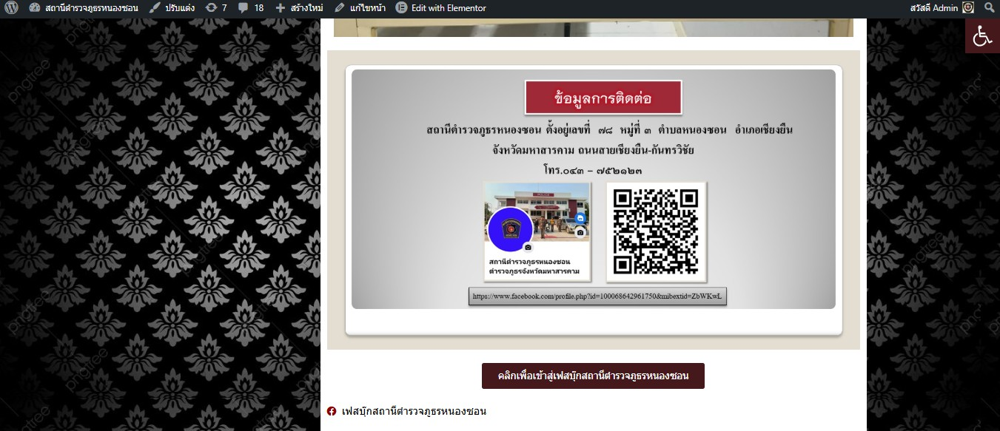 สถานีตำรวจภูธรหนองซอน ปรับแต่ง 7 18 สร้างใหม่ แก้ไขหน้า Edit with Elementor สวัสดี Admin
ข้อมูลการติดต่อ
สถานีตำรวจภูธรหนองซอน ตั้งอยู่เลขที่ ๗๘ หมู่ที่ ๓ ตำบลหนองซอน อำเภอเชียงยืน
จังหวัดมหาสารคาม ถนนสายเชียงยืน-กันทรวิชัย
โทร.๐๔๓ – ๗๕๒๑๒๓
POLICE
สถานีตำรวจภูธรหนองซอน
ตำรวจภูธรจังหวัดมหาสารคาม
https://www.facebook.com/profile.php?id=100068642961750&mibextid=ZbWKwL
คลิกเพื่อเข้าสู่เฟสบุ๊กสถานีตำรวจภูธรหนองซอน
เฟสบุ๊กสถานีตำรวจภูธรหนองซอน
pngtree
pngtree
pngtree
pngtree
pngtree